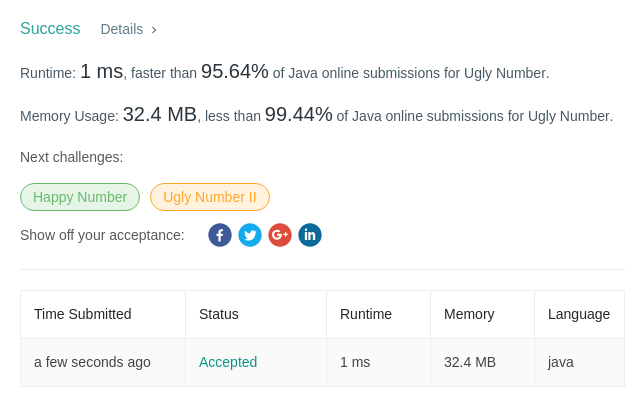 Success Details >
Runtime: 1 ms, faster than 95.64% of Java online submissions for Ugly Number.
Memory Usage: 32.4 MB, less than 99.44% of Java online submissions for Ugly Number.
Next challenges:
Happy Number Ugly Number II
Show off your acceptance: f G+ in
Time Submitted Status Runtime Memory Language
a few seconds ago Accepted 1 ms 32.4 MB java